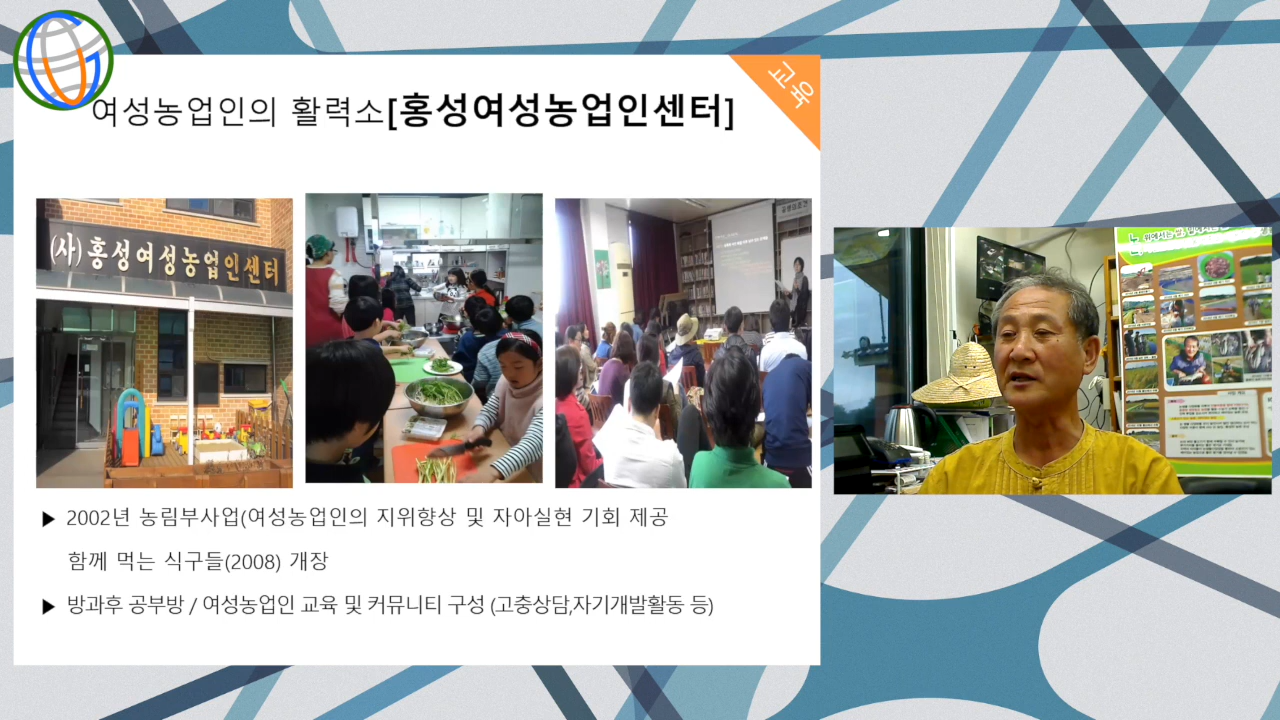 교육
여성농업인의 활력소[홍성여성농업인센터]
(사)홍성여성농업인센터
▶ 2002년 농림부사업(여성농업인의 지위향상 및 자아실현 기회 제공
함께 먹는 식구들(2008) 개장
▶ 방과후 공부방 / 여성농업인 교육 및 커뮤니티 구성 (고충상담,자기개발활동 등)